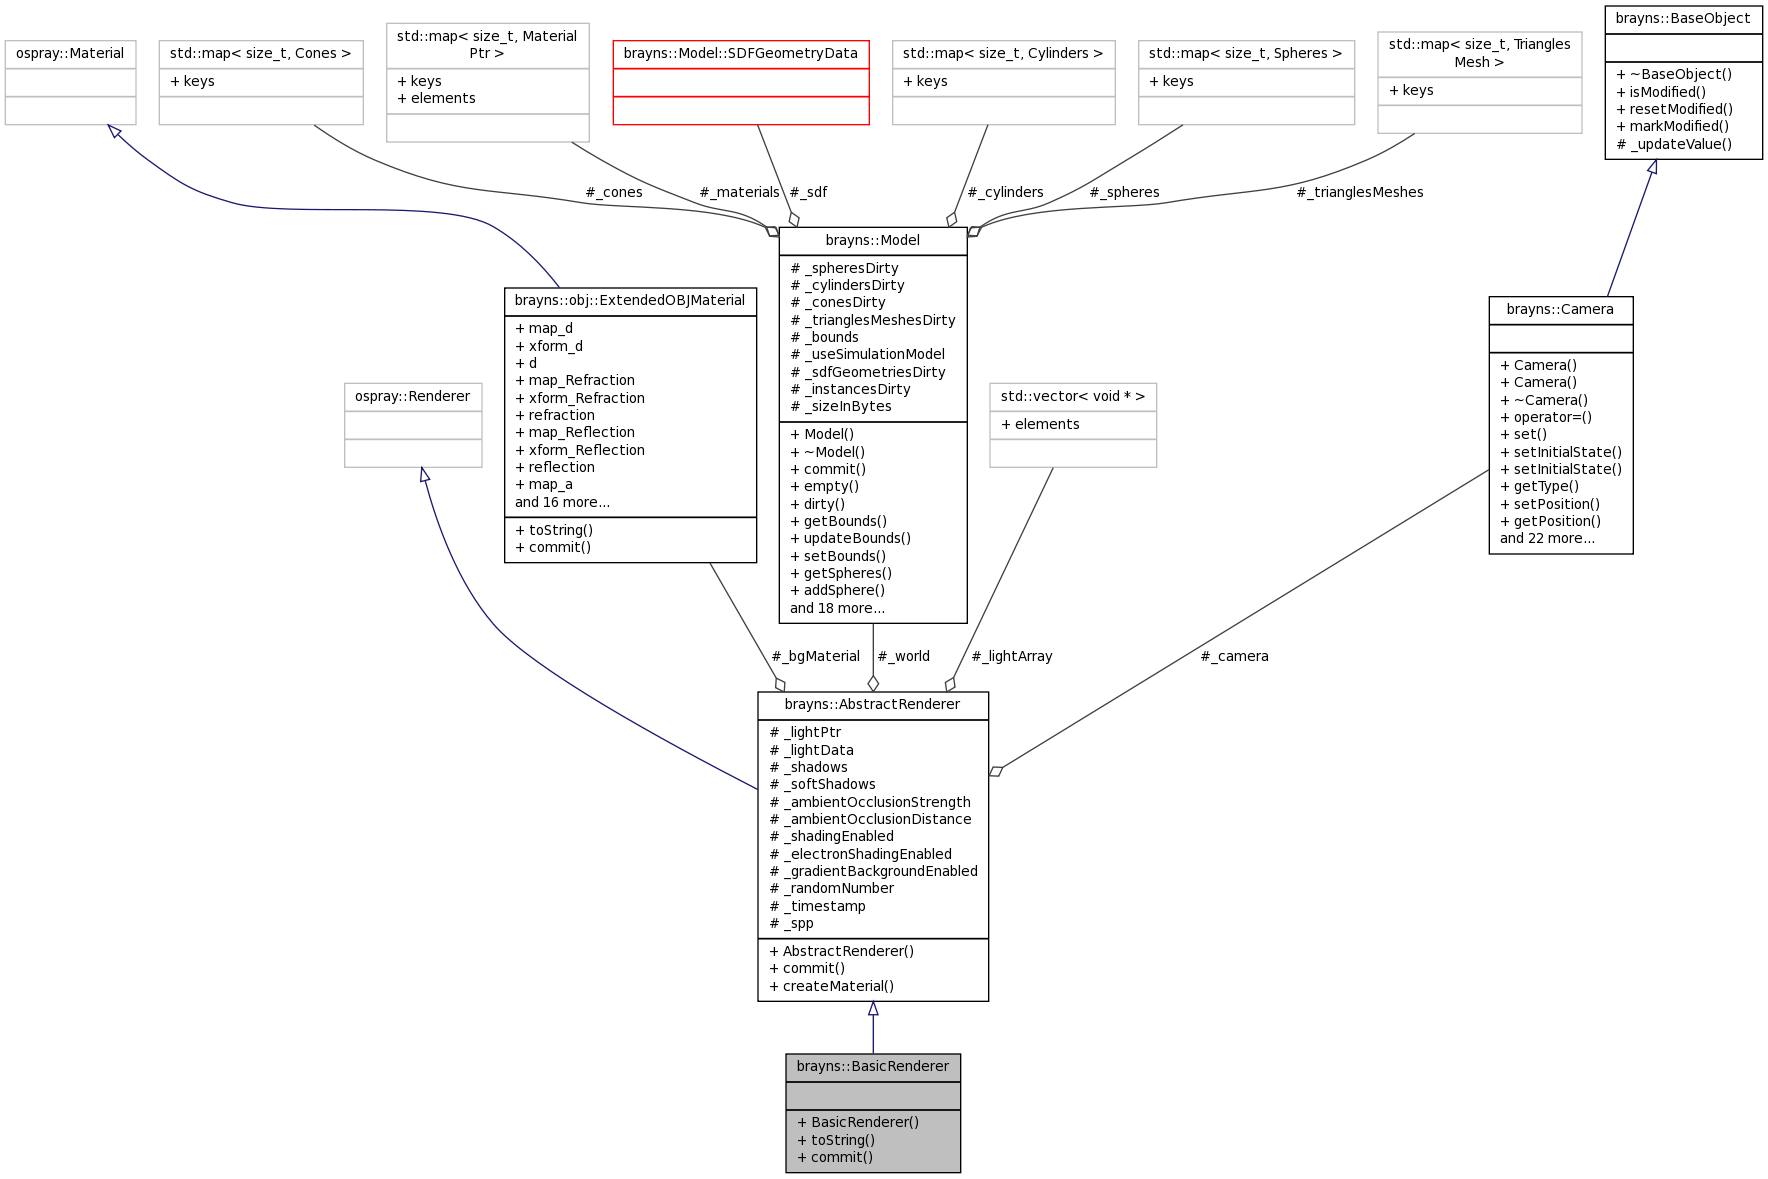 ospray::Material
std::map< size_t, Cones >
+ keys
std::map< size_t, Material
Ptr >
+ keys
+ elements
brayns::Model::SDFGeometryData
std::map< size_t, Cylinders >
+ keys
std::map< size_t, Spheres >
+ keys
std::map< size_t, Triangles
Mesh >
+ keys
brayns::BaseObject
+ ~BaseObject()
+ isModified()
+ resetModified()
+ markModified()
# _updateValue()
#_cones
#_materials
#_sdf
#_cylinders
#_spheres
#_trianglesMeshes
brayns::Model
# _spheresDirty
# _cylindersDirty
# _conesDirty
# _trianglesMeshesDirty
# _bounds
# _useSimulationModel
# _sdfGeometriesDirty
# _instancesDirty
# _sizeInBytes
+ Model()
+ ~Model()
+ commit()
+ empty()
+ dirty()
+ getBounds()
+ updateBounds()
+ setBounds()
+ getSpheres()
+ addSphere()
and 18 more...
brayns::obj::ExtendedOBJMaterial
+ map_d
+ xform_d
+ d
+ map_Refraction
+ xform_Refraction
+ refraction
+ map_Reflection
+ xform_Reflection
+ reflection
+ map_a
and 16 more...
+ toString()
+ commit()
ospray::Renderer
std::vector< void * >
+ elements
brayns::Camera
+ Camera()
+ Camera()
+ ~Camera()
+ operator=()
+ set()
+ setInitialState()
+ setInitialState()
+ getType()
+ setPosition()
+ getPosition()
and 22 more...
#_bgMaterial
#_world
#_lightArray
#_camera
brayns::AbstractRenderer
# _lightPtr
# _lightData
# _shadows
# _softShadows
# _ambientOcclusionStrength
# _ambientOcclusionDistance
# _shadingEnabled
# _electronShadingEnabled
# _gradientBackgroundEnabled
# _randomNumber
# _timestamp
# _spp
+ AbstractRenderer()
+ commit()
+ createMaterial()
brayns::BasicRenderer
+ BasicRenderer()
+ toString()
+ commit()